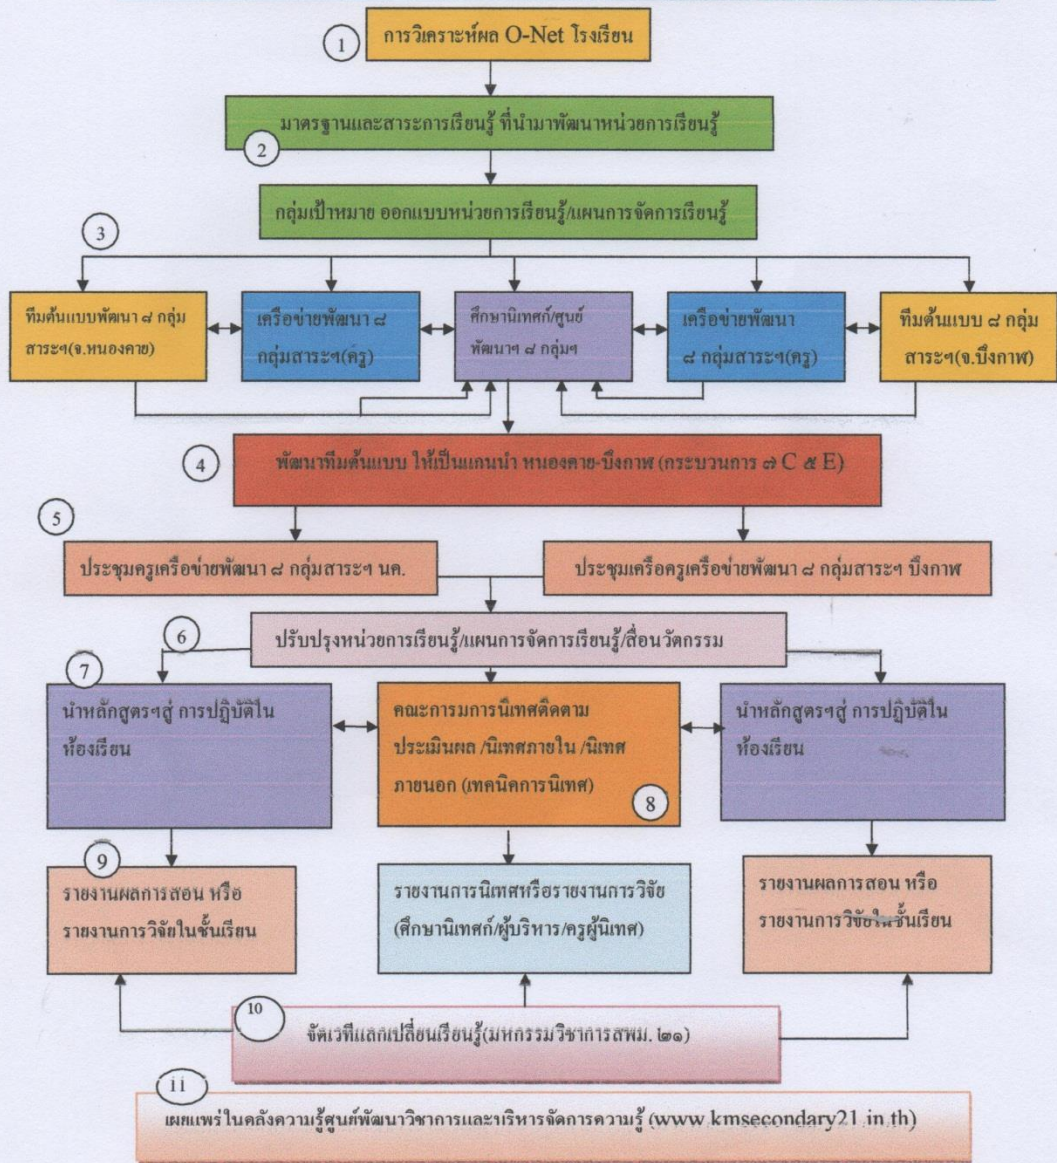 1
การวิเคราะห์ผล O-Net โรงเรียน
มาตรฐานและสาระการเรียนรู้ ที่นำมาพัฒนาหน่วยการเรียนรู้
2
กลุ่มเป้าหมาย ออกแบบหน่วยการเรียนรู้/แผนการจัดการเรียนรู้
3
ทีมต้นแบบพัฒนา ๘ กลุ่ม
สาระฯ(จ.หนองคาย)
เครือข่ายพัฒนา ๘
กลุ่มสาระฯ(ครู)
ศึกษานิเทศก์/ศูนย์
พัฒนาฯ ๘ กลุ่มฯ
เครือข่ายพัฒนา
๘ กลุ่มสาระฯ(ครู)
ทีมต้นแบบ ๘ กลุ่ม
สาระฯ(จ.บึงกาฬ)
4
พัฒนาทีมต้นแบบ ให้เป็นแกนนำ หนองคาย-บึงกาฬ (กระบวนการ ๗ C ๕ E)
5
ประชุมครูเครือข่ายพัฒนา ๘ กลุ่มสาระฯ นค.
ประชุมเครือครูเครือข่ายพัฒนา ๘ กลุ่มสาระฯ บึงกาฬ
6
ปรับปรุงหน่วยการเรียนรู้/แผนการจัดการเรียนรู้/สื่อนวัตกรรม
7
นำหลักสูตรฯสู่ การปฏิบัติใน
ห้องเรียน
คณะการมการนิเทศติดตาม
ประเมินผล /นิเทศภายใน /นิเทศ
ภายนอก (เทคนิคการนิเทศ)
8
นำหลักสูตรฯสู่ การปฏิบัติใน
ห้องเรียน
9
รายงานผลการสอน หรือ
รายงานการวิจัยในชั้นเรียน
รายงานการนิเทศหรือรายงานการวิจัย
(ศึกษานิเทศก์/ผู้บริหาร/ครูผู้นิเทศ)
รายงานผลการสอน หรือ
รายงานการวิจัยในชั้นเรียน
10
จัดเวทีแลกเปลี่ยนเรียนรู้(มหกรรมวิชาการสพม. ๒๑)
ii
เผยแพร่ในคลังความรู้ศูนย์พัฒนาวิชาการและบริหารจัดการความรู้ (www.kmsecondary21.in.th)